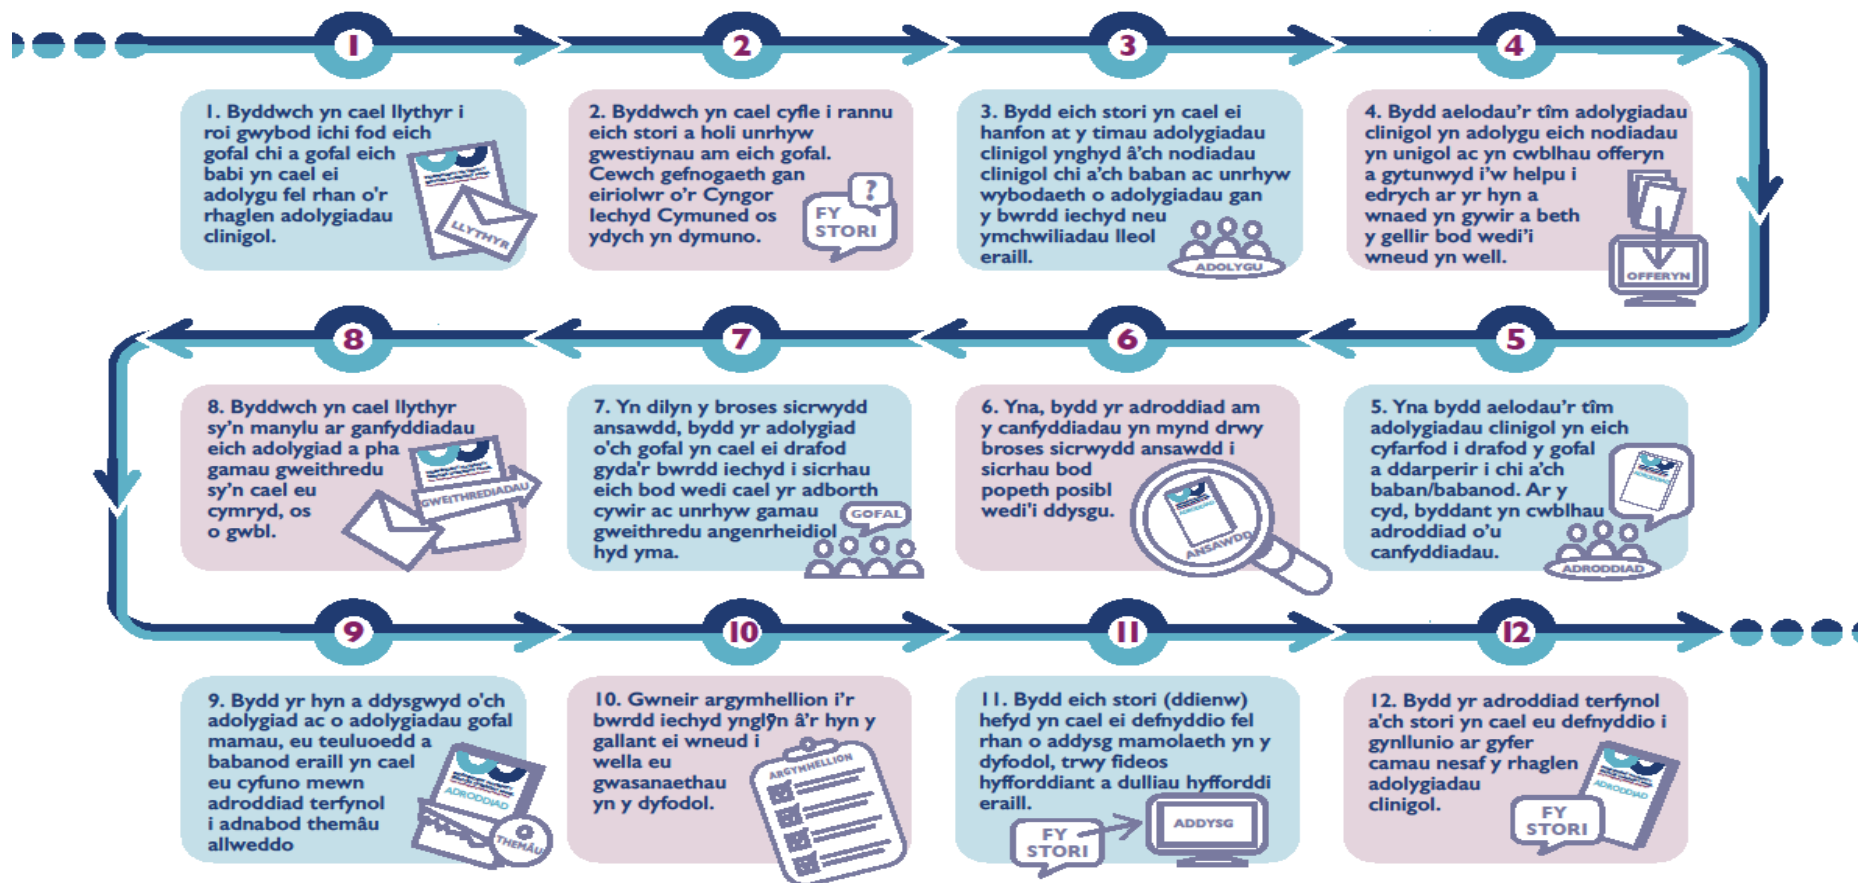 1
2
3
4
1. Byddwch yn cael llythyr i
roi gwybod ichi fod eich
gofal chi a gofal eich
babi yn cael ei
adolygu fel rhan o'r
rhaglen adolygiadau
clinigol.
LLYTHYR
2. Byddwch yn cael cyfle i rannu
eich stori a holi unrhyw
gwestiynau am eich gofal.
Cewch gefnogaeth gan
eiriolwr o'r Cyngor
Iechyd Cymuned os
ydych yn dymuno.
?
FY
STORI
3. Bydd eich stori yn cael ei
hanfon at y timau adolygiadau
clinigol ynghyd â'ch nodiadau
clinigol chi a'ch baban ac unrhyw
wybodaeth o adolygiadau gan
y bwrdd iechyd neu
ymchwiliadau lleol
eraill.
ADOLYGU
4. Bydd aelodau'r tîm adolygiadau
clinigol yn adolygu eich nodiadau
yn unigol ac yn cwblhau offeryn
a gytunwyd i'w helpu i
edrych ar yr hyn a
wnaed yn gywir a beth
y gellir bod wedi'i
wneud yn well.
OFFERYN
5
5. Yna bydd aelodau'r tîm
adolygiadau clinigol yn eich
cyfarfod i drafod y gofal
a ddarperir i chi a'ch
baban/babanod. Ar y
cyd, byddant yn cwblhau
adroddiad o'u
canfyddiadau.
ADRODDIAD
ADRODDIAD
6
6. Yna, bydd yr adroddiad am
y canfyddiadau yn mynd drwy
broses sicrwydd ansawdd i
sicrhau bod
popeth posibl
wedi'i ddysgu.
ADRODDIAD
ANSAWDD
7
7. Yn dilyn y broses sicrwydd
ansawdd, bydd yr adolygiad
o'ch gofal yn cael ei drafod
gyda'r bwrdd iechyd i sicrhau
eich bod wedi cael yr adborth
cywir ac unrhyw gamau
gweithredu angenrheidiol
hyd yma.
GOFAL
8
8. Byddwch yn cael llythyr
sy'n manylu ar ganfyddiadau
eich adolygiad a pha
gamau gweithredu
sy'n cael eu
cymryd, os
o gwbl.
GWEITHREDIADAU
9
10
11
12
9. Bydd yr hyn a ddysgwyd o'ch
adolygiad ac o adolygiadau gofal
mamau, eu teuluoedd a
babanod eraill yn cael
eu cyfuno mewn
adroddiad terfynol
i adnabod themâu
allweddo
ADRODDIAD
THEMÂU
10. Gwneir argymhellion i'r
bwrdd iechyd ynglŷn â'r hyn y
gallant ei wneud i
wella eu
gwasanaethau
yn y dyfodol.
ARGYMHELLION
11. Bydd eich stori (ddienw)
hefyd yn cael ei defnyddio fel
rhan o addysg mamolaeth yn y
dyfodol, trwy fideos
hyfforddiant a dulliau hyfforddi
eraill.
FY
STORI
ADDYSG
12. Bydd yr adroddiad terfynol
a'ch stori yn cael eu defnyddio i
gynllunio ar gyfer
camau nesaf y rhaglen
adolygiadau
clinigol.
ADRODDIAD
FY
STORI